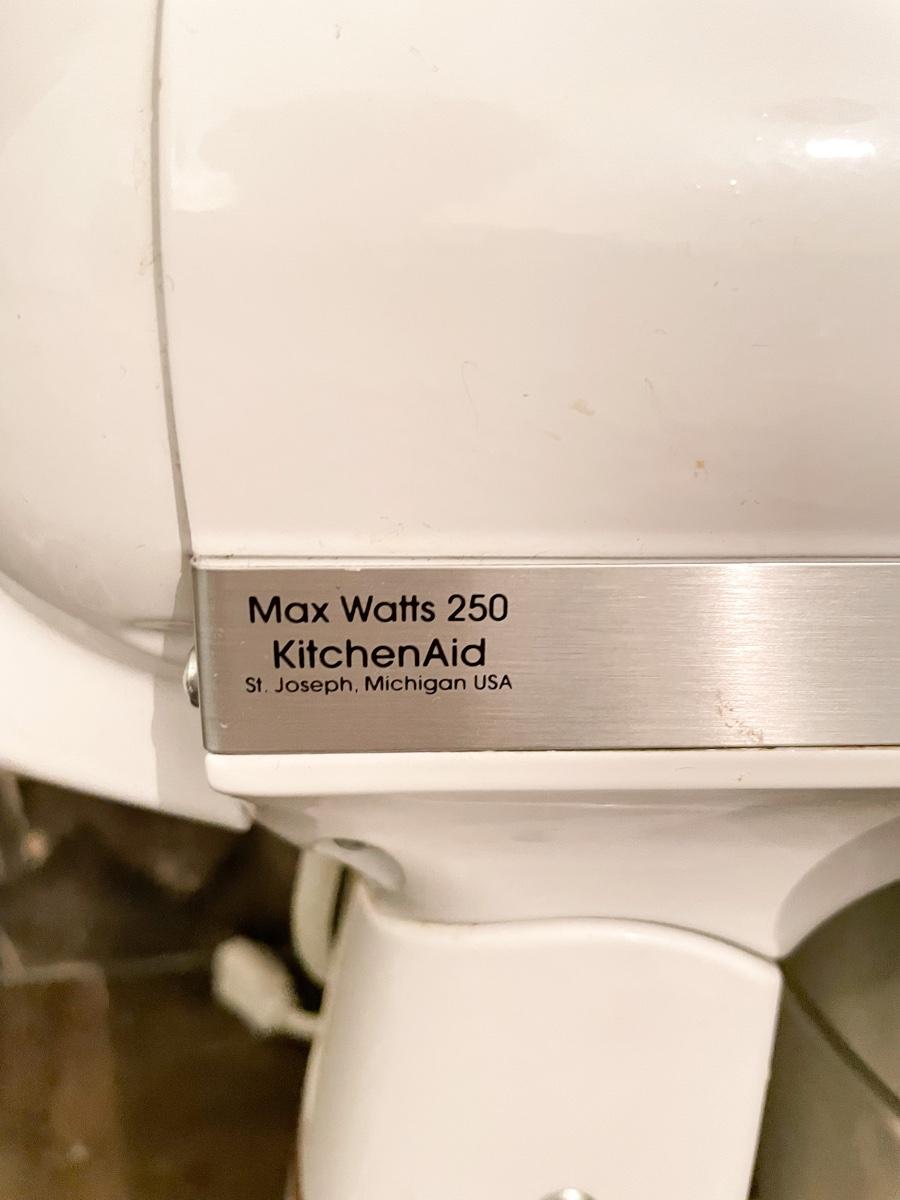 Max Watts 250
KitchenAid
St. Joseph, Michigan USA